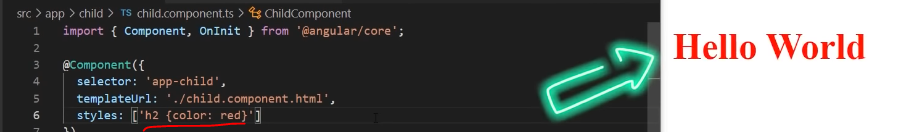 src > app > child > TS child.component.ts > ChildComponent
1 import { Component, OnInit } from '@angular/core';
2
3 @Component({
4 selector: 'app-child',
5 templateUrl: './child.component.html',
6 styles: ['h2 {color: red}']
7 })
Hello World